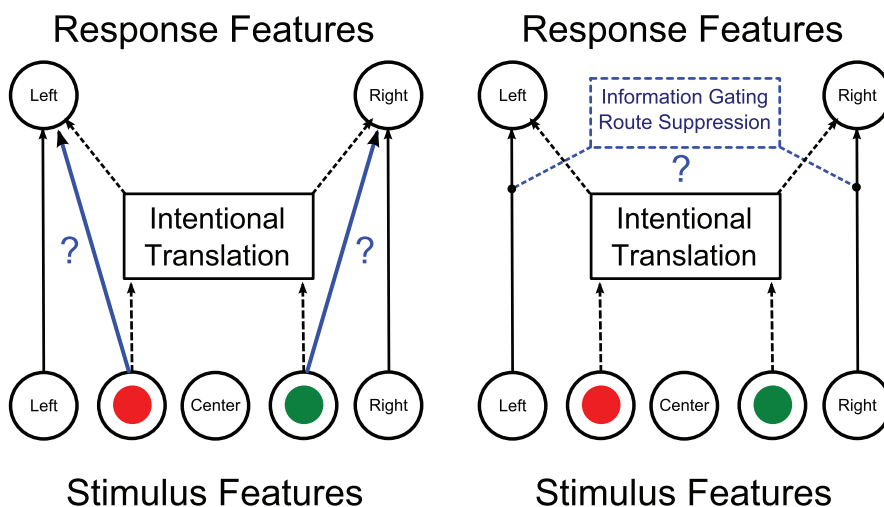 Response Features
Left
Right
Intentional
Translation
?
?
Left
Center
Right
Stimulus Features
Response Features
Left
Information Gating
Route Suppression
Right
?
Intentional
Translation
Left
Center
Right
Stimulus Features